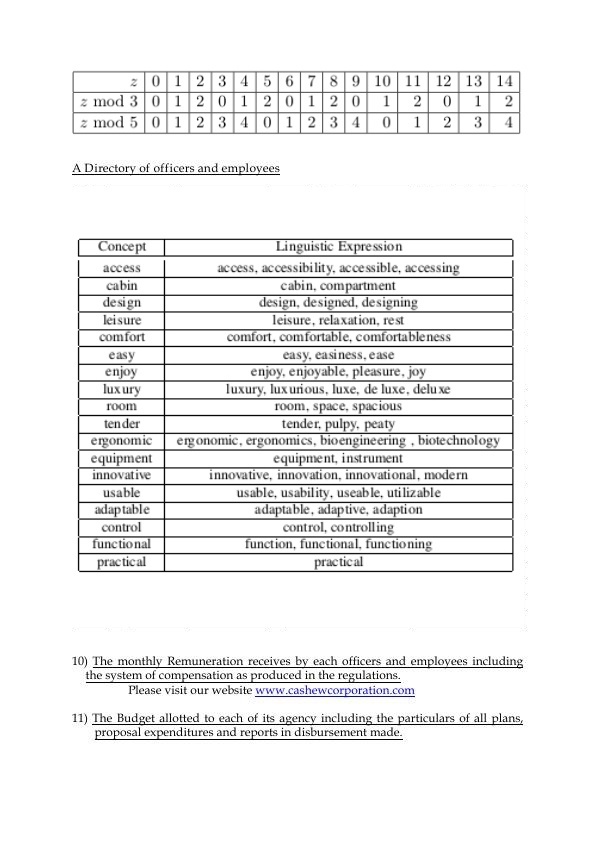 z 0 1 2 3 4 5 6 7 8 9 10 11 12 13 14
z mod 3 0 1 2 0 1 2 0 1 2 0 1 2 0 1 2
z mod 5 0 1 2 3 4 0 1 2 3 4 0 1 2 3 4
A Directory of officers and employees
Concept Linguistic Expression
access access, accessibility, accessible, accessing
cabin cabin, compartment
design design, designed, designing
leisure leisure, relaxation, rest
comfort comfort, comfortable, comfortableness
easy easy, easiness, ease
enjoy enjoy, enjoyable, pleasure, joy
luxury luxury, luxurious, luxe, de luxe, deluxe
room room, space, spacious
tender tender, pulpy, peaty
ergonomic ergonomic, ergonomics, bioengineering , biotechnology
equipment equipment, instrument
innovative innovative, innovation, innovational, modern
usable usable, usability, useable, utilizable
adaptable adaptable, adaptive, adaption
control control, controlling
functional function, functional, functioning
practical practical
10) The monthly Remuneration receives by each officers and employees including
the system of compensation as produced in the regulations.
Please visit our website www.cashewcorporation.com
11) The Budget allotted to each of its agency including the particulars of all plans,
proposal expenditures and reports in disbursement made.